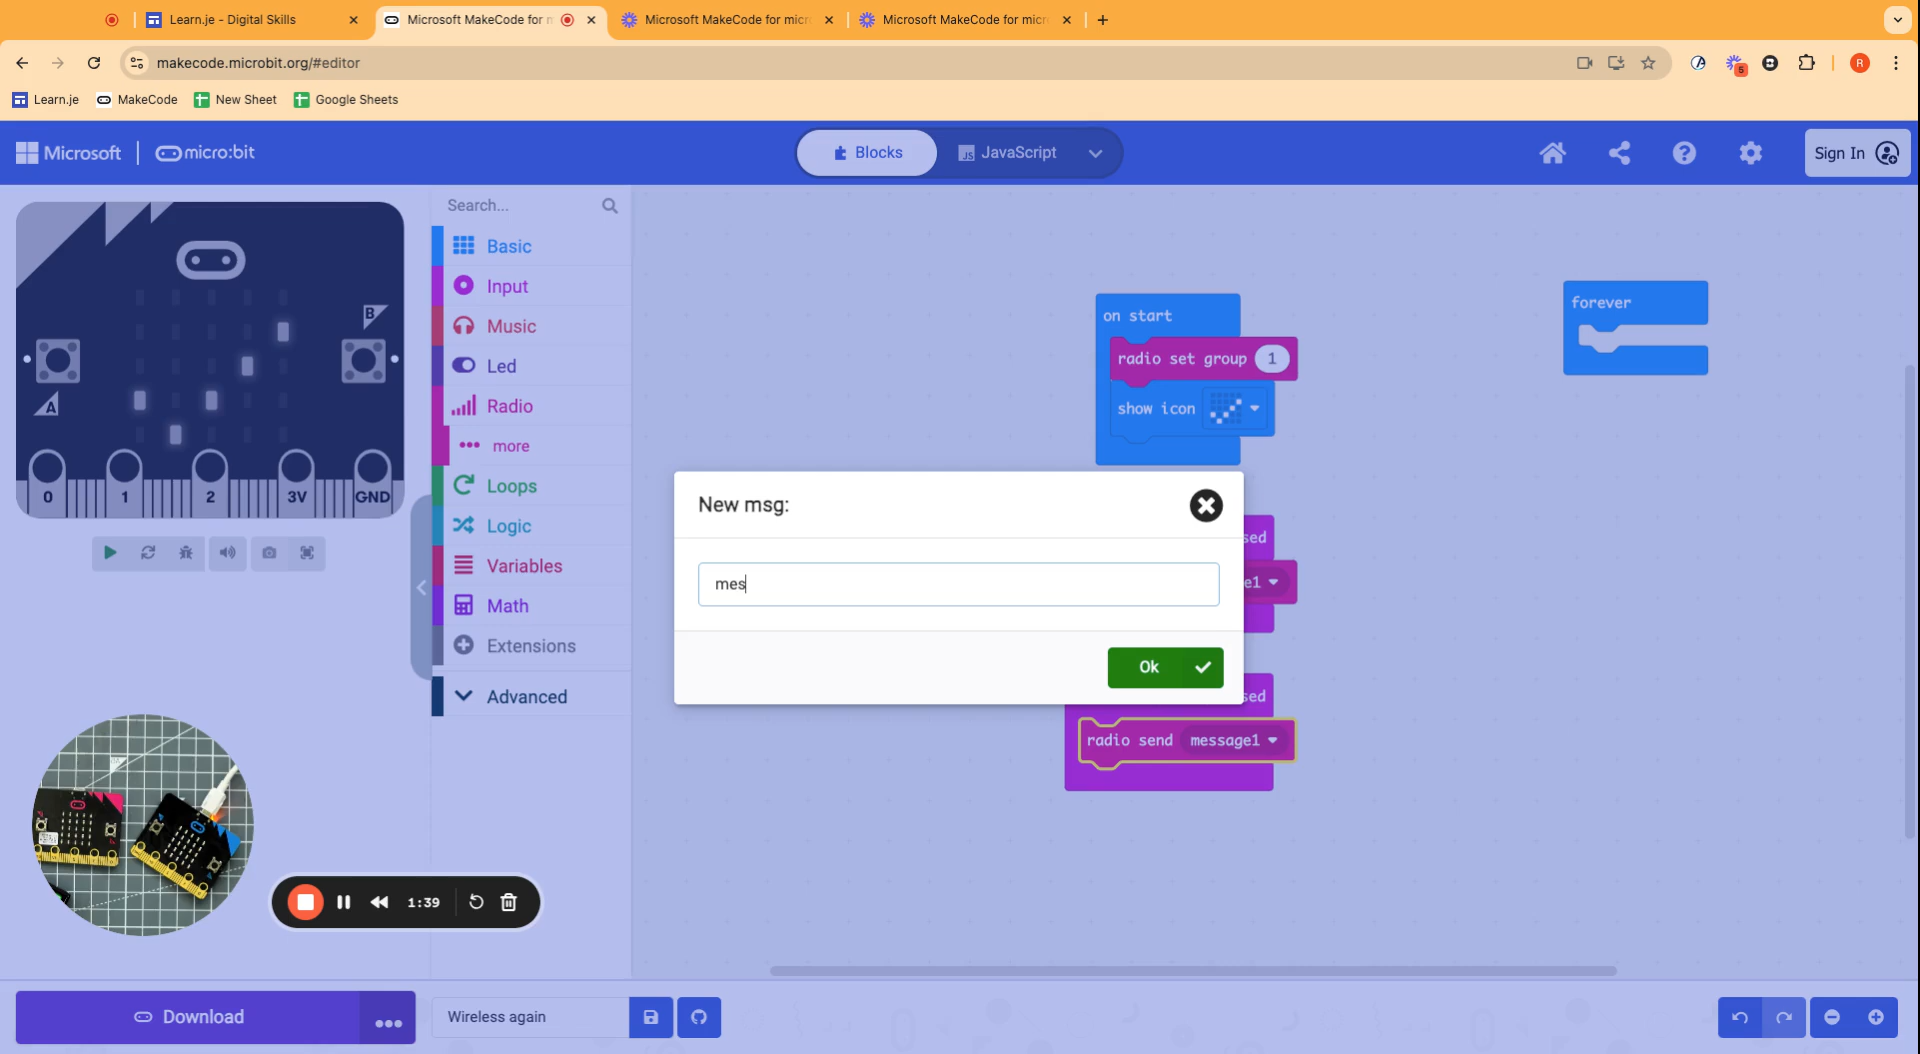 Learn.je - Digital Skills
Microsoft MakeCode for m
Microsoft MakeCode for micr
Microsoft MakeCode for micr
makecode.microbit.org/#editor
5
R
Learn.je
MakeCode
New Sheet
Google Sheets
Microsoft
micro:bit
Blocks
JS JavaScript
Sign In
Search...
Basic
Input
Music
Led
Radio
more
Loops
Logic
Variables
Math
Extensions
Advanced
B
A
0 1 2 3V GND
on start
radio set group 1
show icon
forever
New msg:
mes
Ok
sed
e1
sed
radio send message1
1:39
Download
Wireless again